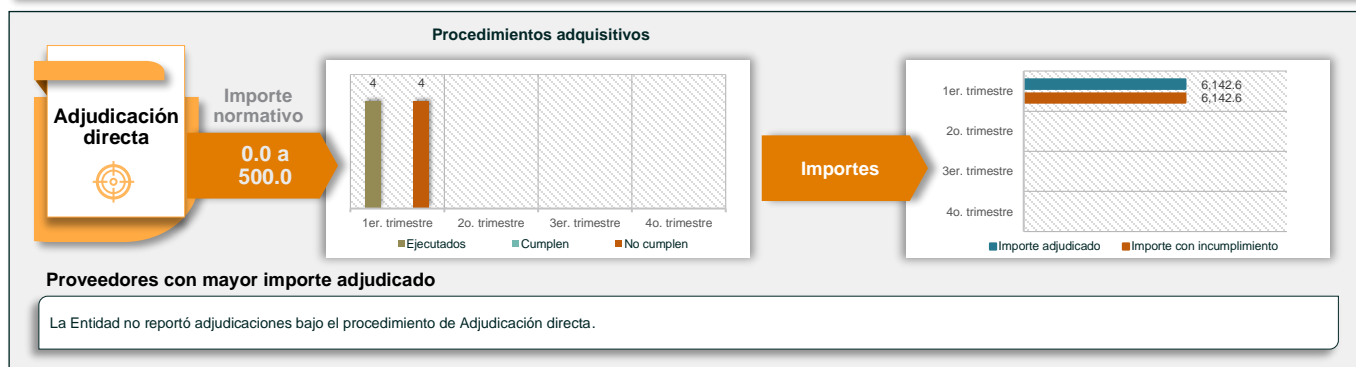 Procedimientos adquisitivos
Adjudicación
directa
Importe
normativo
0.0 a
500.0
4
4
1er. trimestre
2o. trimestre
3er. trimestre
4o. trimestre
Ejecutados
Cumplen
No cumplen
Importes
1er. trimestre
6,142.6
6,142.6
2o. trimestre
3er. trimestre
4o. trimestre
Importe adjudicado
Importe con incumplimiento
Proveedores con mayor importe adjudicado
La Entidad no reportó adjudicaciones bajo el procedimiento de Adjudicación directa.